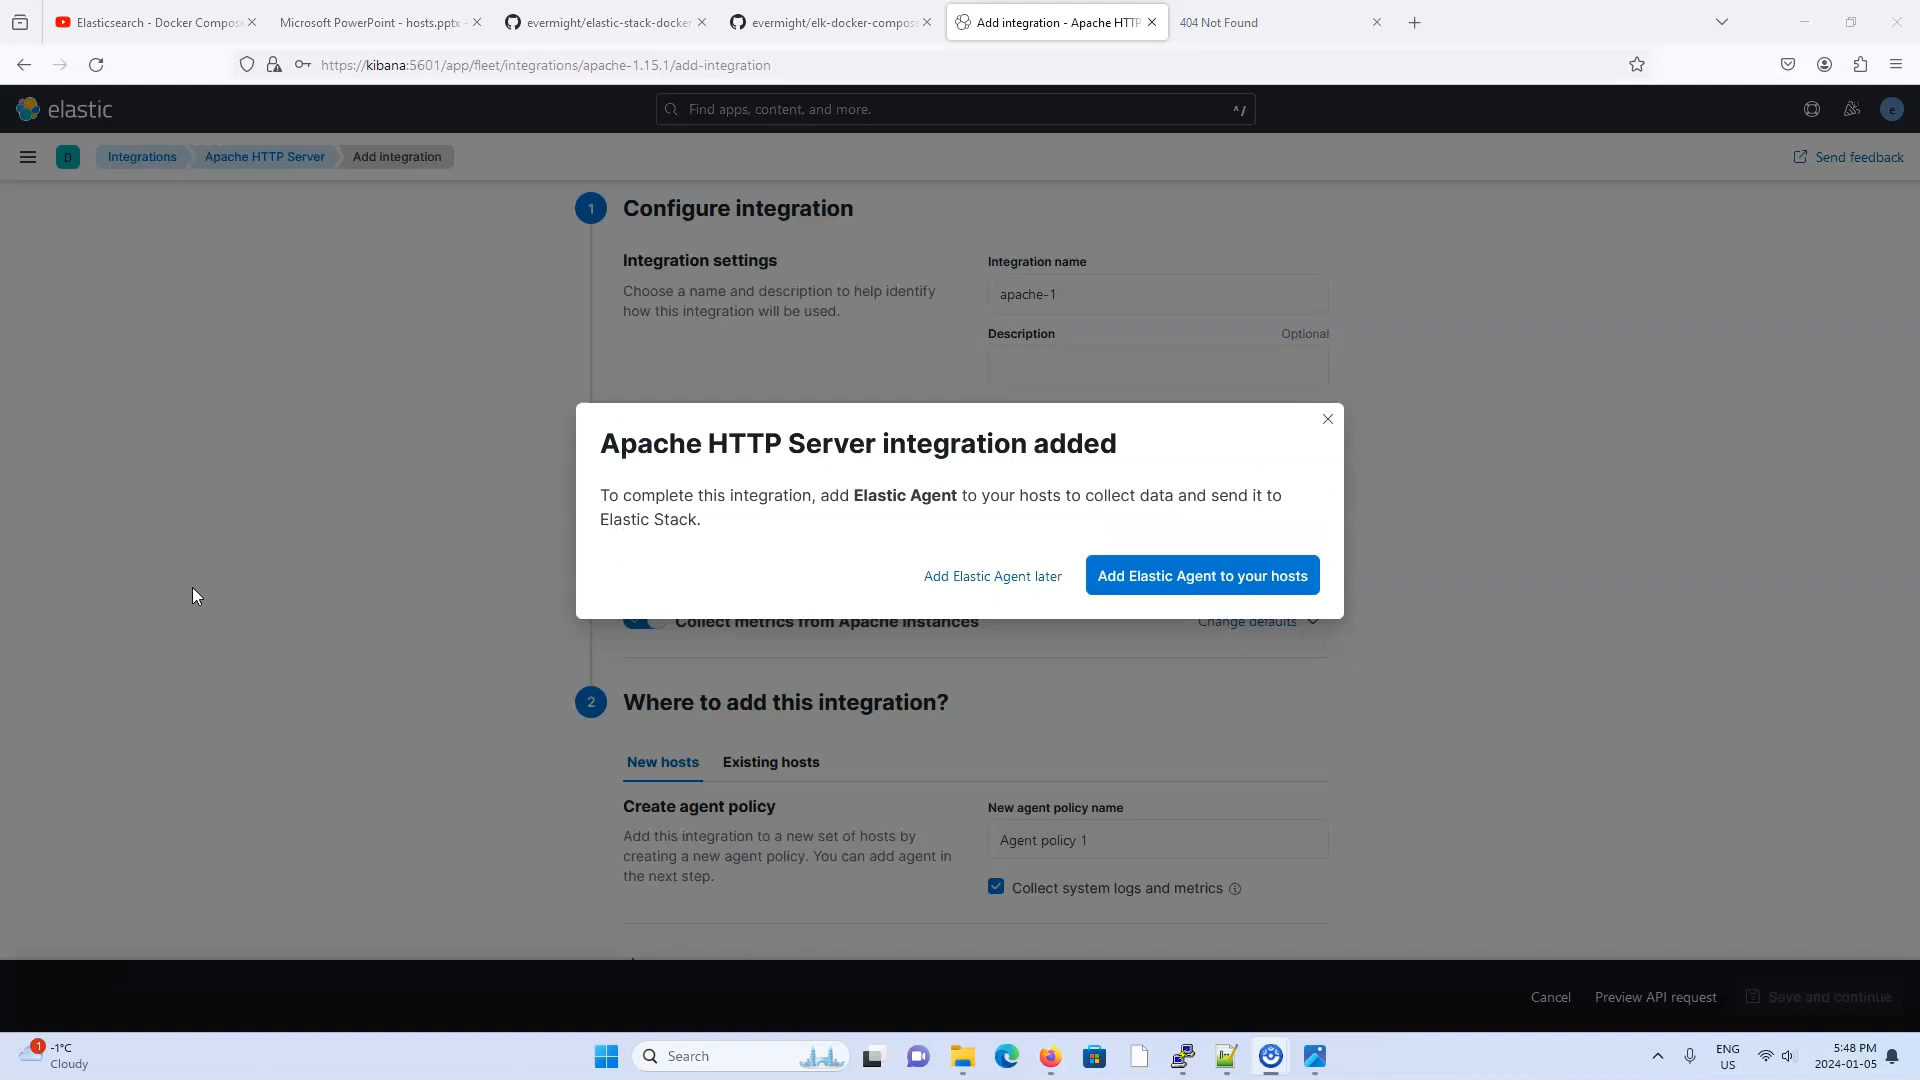 Elasticsearch - Docker Compos
Microsoft PowerPoint - hosts.pptx -
evermight/elastic-stack-docker
evermight/elk-docker-compos
Add integration - Apache HTTP
404 Not Found
https://kibana:5601/app/fleet/integrations/apache-1.15.1/add-integration
elastic
Find apps, content, and more.
^/
e
D
Integrations
Apache HTTP Server
Add integration
Send feedback
1
Configure integration
Integration settings
Choose a name and description to help identify
how this integration will be used.
Integration name
apache-1
Description
Optional
Apache HTTP Server integration added
To complete this integration, add Elastic Agent to your hosts to collect data and send it to
Elastic Stack.
Add Elastic Agent later
Add Elastic Agent to your hosts
Collect metrics from Apache instances
Change defaults
2
Where to add this integration?
New hosts
Existing hosts
Create agent policy
Add this integration to a new set of hosts by
creating a new agent policy. You can add agent in
the next step.
New agent policy name
Agent policy 1
Collect system logs and metrics
Cancel
Preview API request
Save and continue
1
-1°C
Cloudy
Search
ENG
US
5:48 PM
2024-01-05